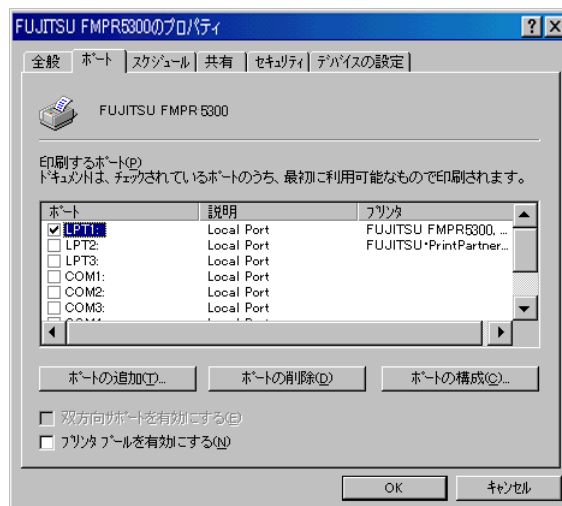 FUJITSU FMPR5300のプロパティ
全般 ポート スケジュール 共有 セキュリティ デバイスの設定
FUJITSU FMPR5300
印刷するポート(P)
ドキュメントは、チェックされているポートのうち、最初に利用可能なもので印刷されます。
ポート 説明 プリンタ
LPT1: Local Port FUJITSU FMPR5300, ...
LPT2: Local Port FUJITSU・PrintPartner...
LPT3: Local Port
COM1: Local Port
COM2: Local Port
COM3: Local Port
ポートの追加(T)... ポートの削除(D) ポートの構成(C)...
双方向サポートを有効にする(E)
プリンタ プールを有効にする(N)
OK キャンセル